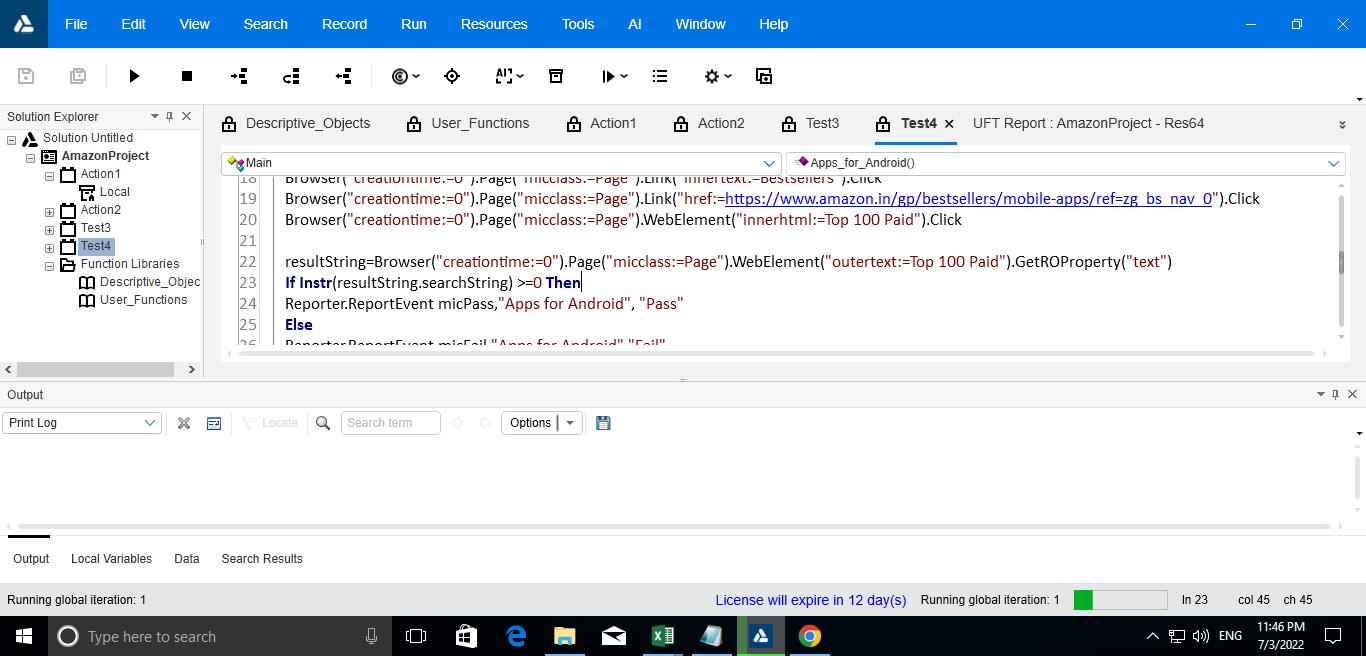 File Edit View Search Record Run Resources Tools AI Window Help
Solution Explorer
Solution Untitled
AmazonProject
Action1
Local
Action2
Test3
Test4
Function Libraries
Descriptive_Objec
User_Functions
Descriptive_Objects User_Functions Action1 Action2 Test3 Test4 UFT Report : AmazonProject - Res64
Main Apps_for_Android()
18 Browser("creationtime:=0").Page("micclass:=Page").Link("innertext:=Bestsellers").Click
19 Browser("creationtime:=0").Page("micclass:=Page").Link("href:=https://www.amazon.in/gp/bestsellers/mobile-apps/ref=zg_bs_nav_0").Click
20 Browser("creationtime:=0").Page("micclass:=Page").WebElement("innerhtml:=Top 100 Paid").Click
21
22 resultString=Browser("creationtime:=0").Page("micclass:=Page").WebElement("outertext:=Top 100 Paid").GetROProperty("text")
23 If Instr(resultString.searchString) >=0 Then
24 Reporter.ReportEvent micPass,"Apps for Android", "Pass"
25 Else
26 Reporter.ReportEvent micFail,"Apps for Android","Fail"
Output
Print Log Locate Search term Options
Output Local Variables Data Search Results
Running global iteration: 1 License will expire in 12 day(s) Running global iteration: 1 ln 23 col 45 ch 45
Type here to search ENG 11:46 PM
7/3/2022